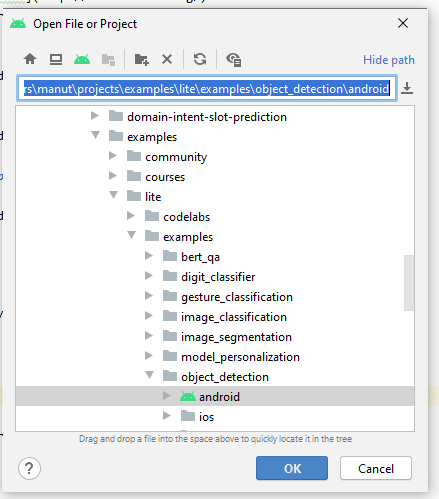 Open File or Project
Hide path
rs\manut\projects\examples\lite\examples\object_detection\android
domain-intent-slot-prediction
examples
community
courses
lite
codelabs
examples
bert_qa
digit_classifier
gesture_classification
image_classification
image_segmentation
model_personalization
object_detection
android
ios
Drag and drop a file into the space above to quickly locate it in the tree
?
OK
Cancel